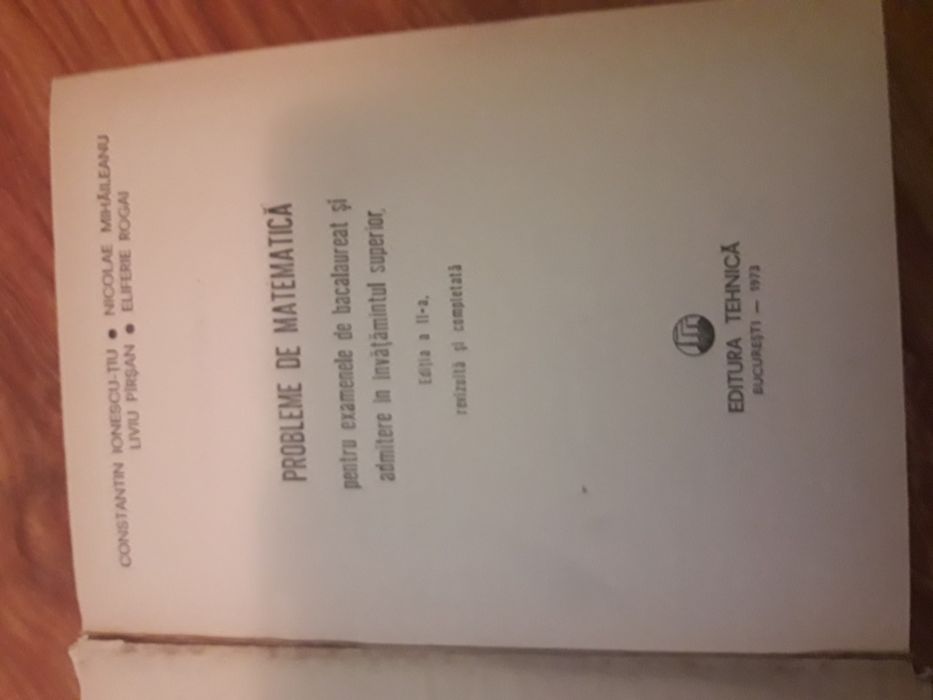 CONSTANTIN IONESCU-ȚIU ● NICOLAE MIHĂILEANU
LIVIU PÎRȘAN ● ELIFERIE ROGAI
PROBLEME DE MATEMATICĂ
pentru examenele de bacalaureat și
admitere în învățămîntul superior.
Ediția a II-a,
revizuită și completată
EDITURA TEHNICĂ
BUCUREȘTI — 1973